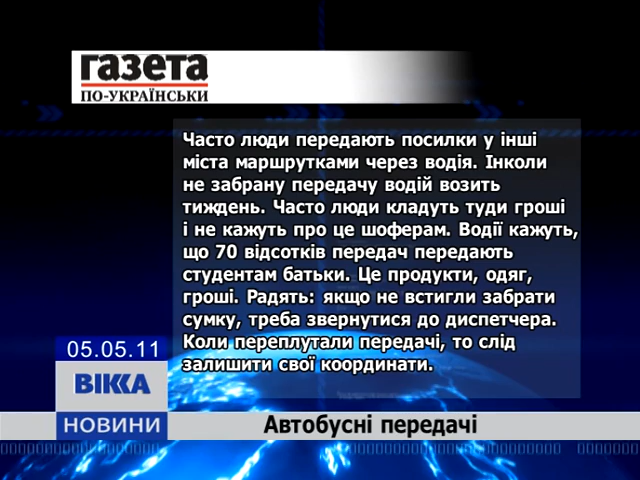 газета
ПО-УКРАЇНСЬКИ
Часто люди передають посилки у інші
міста маршрутками через водія. Інколи
не забрану передачу водій возить
тиждень. Часто люди кладуть туди гроші
і не кажуть про це шоферам. Водії кажуть,
що 70 відсотків передач передають
студентам батьки. Це продукти, одяг,
гроші. Радять: якщо не встигли забрати
сумку, треба звернутися до диспетчера.
Коли переплутали передачі, то слід
залишити свої координати.
05.05.11
ВІККА
НОВИНИ
Автобусні передачі